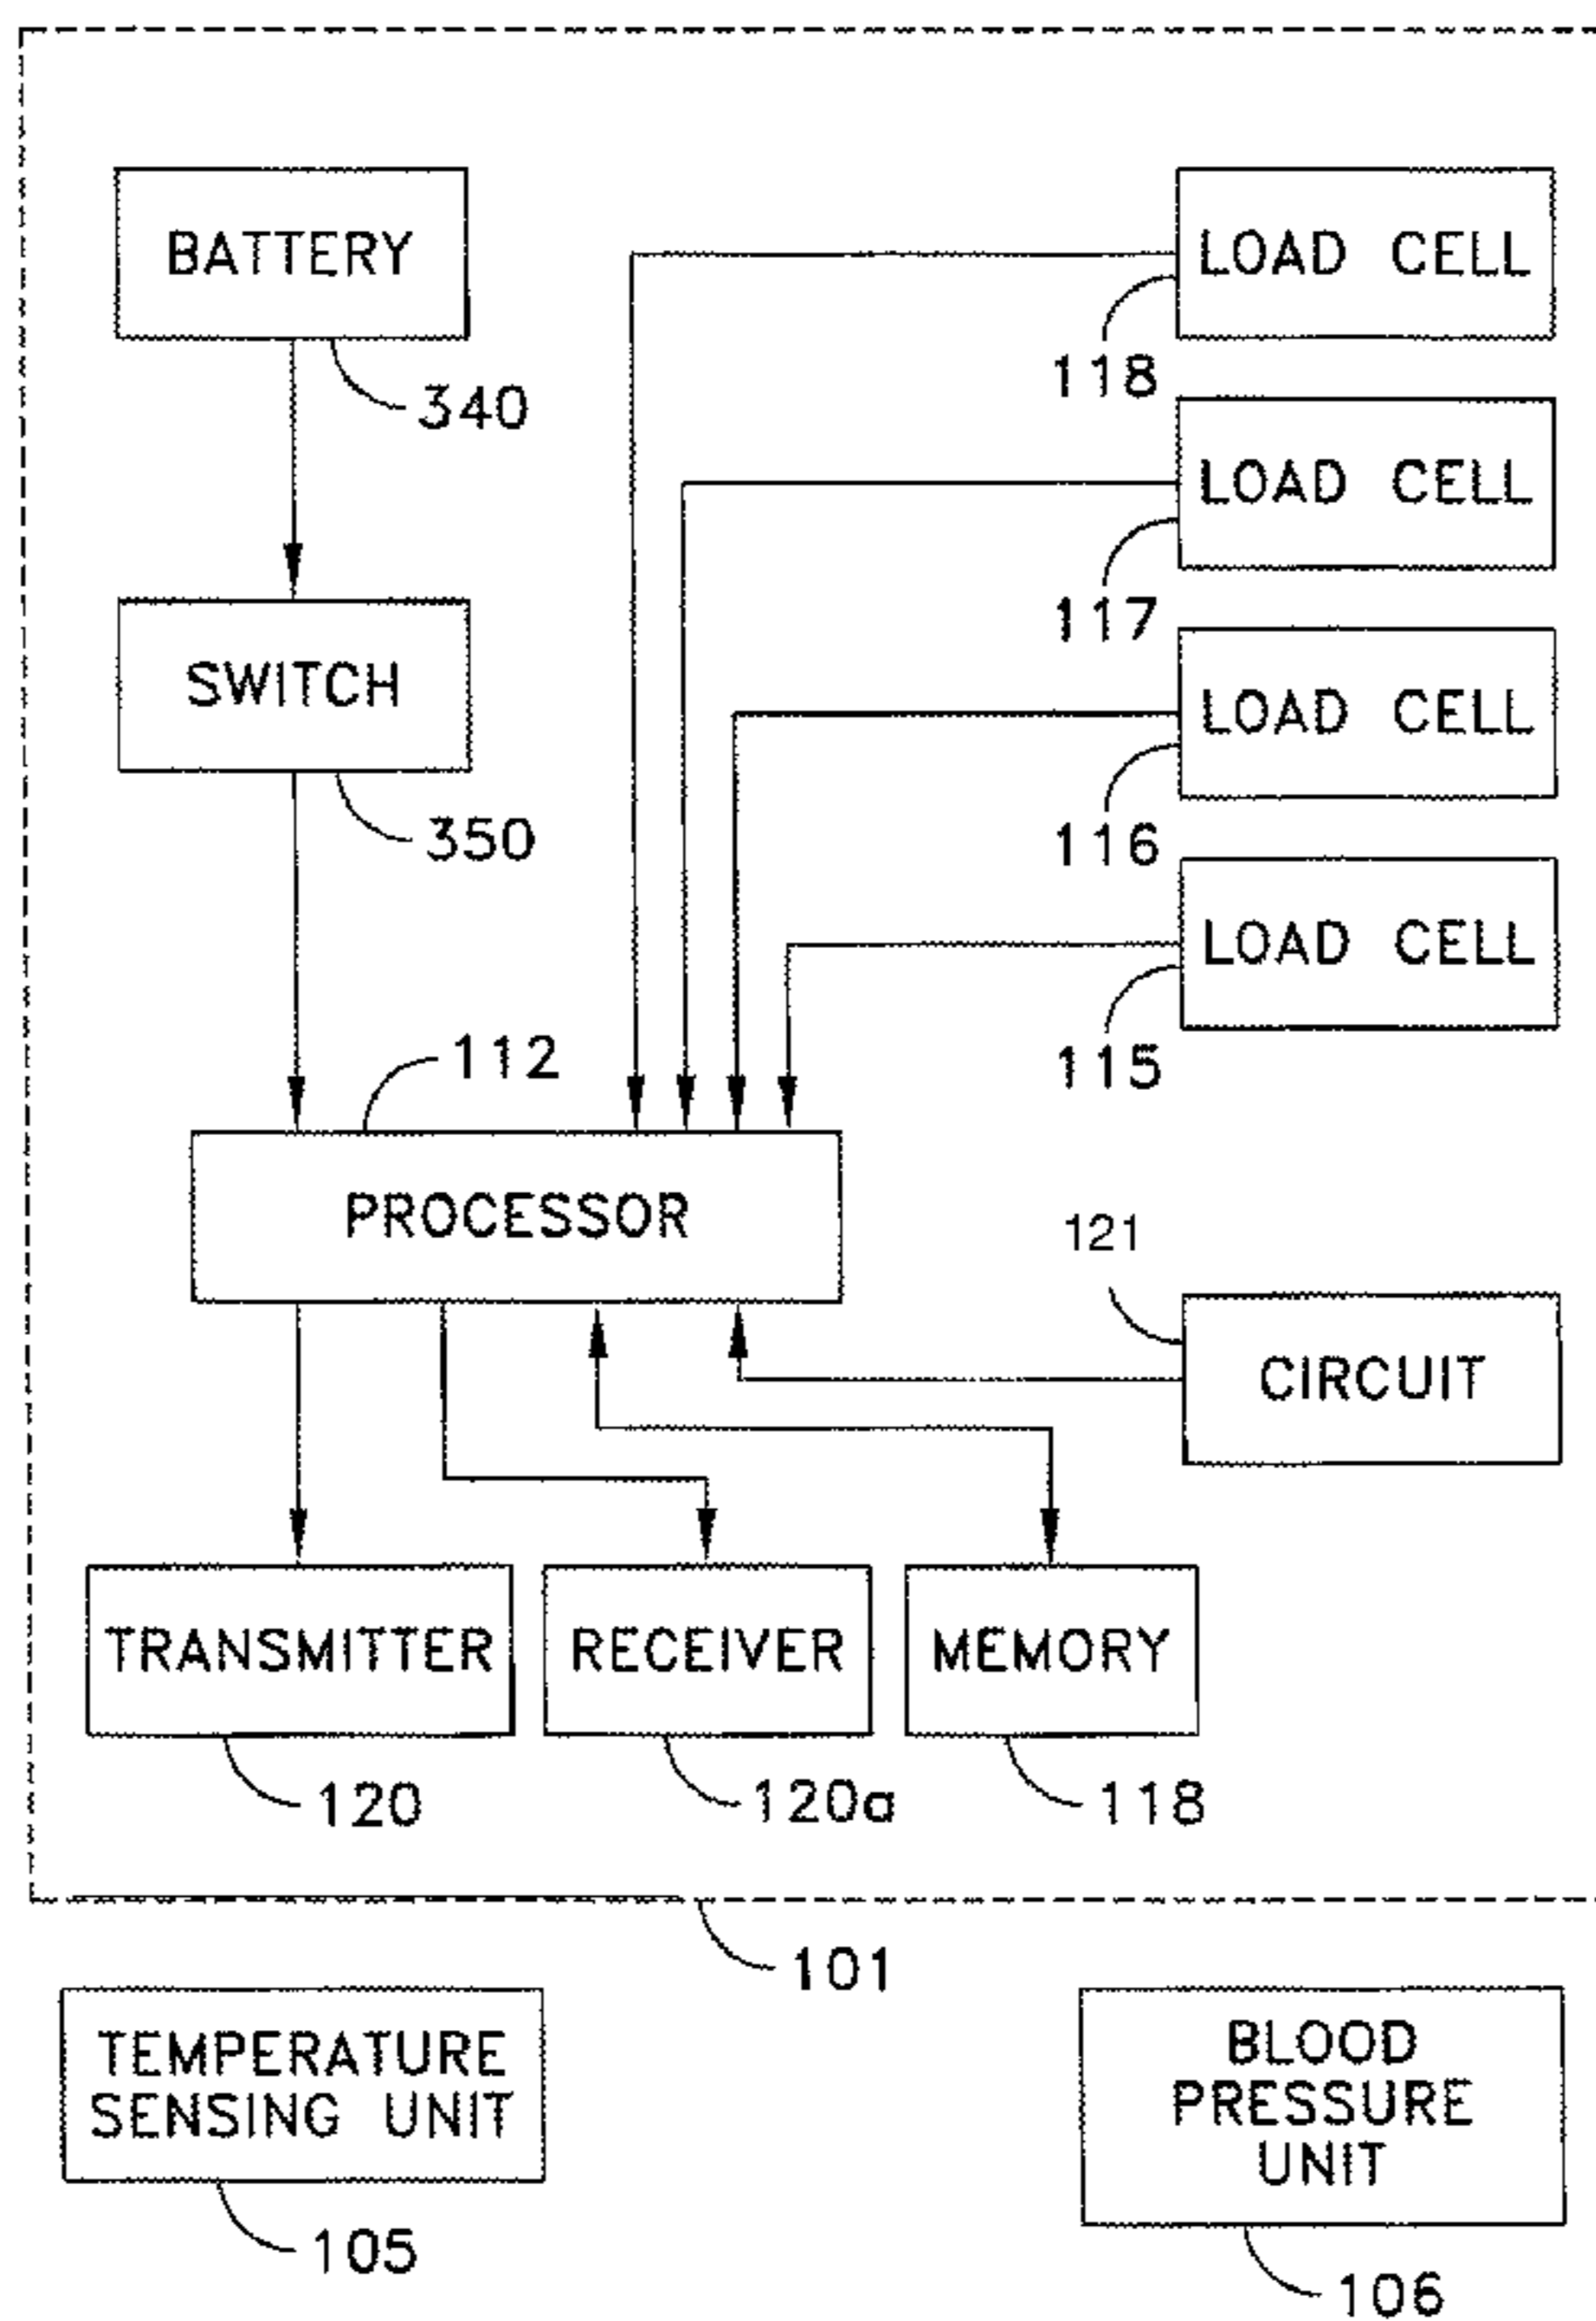 BATTERY
340
LOAD CELL
118
LOAD CELL
117
SWITCH
350
LOAD CELL
116
LOAD CELL
115
112
PROCESSOR
121
CIRCUIT
TRANSMITTER
120
RECEIVER
120a
MEMORY
118
101
TEMPERATURE
SENSING UNIT
105
BLOOD
PRESSURE
UNIT
106